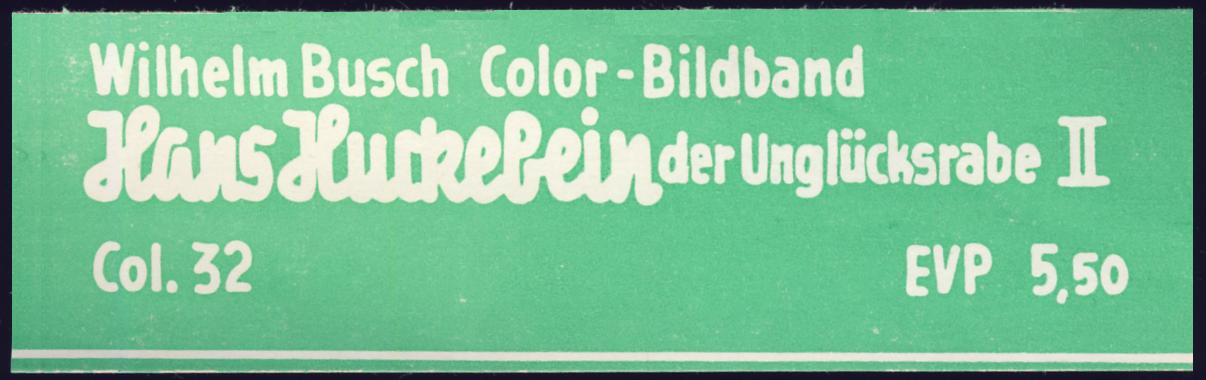 Wilhelm Busch Color-Bildband
Hans Huckebein der Unglücksrabe II
Col. 32
EVP 5,50